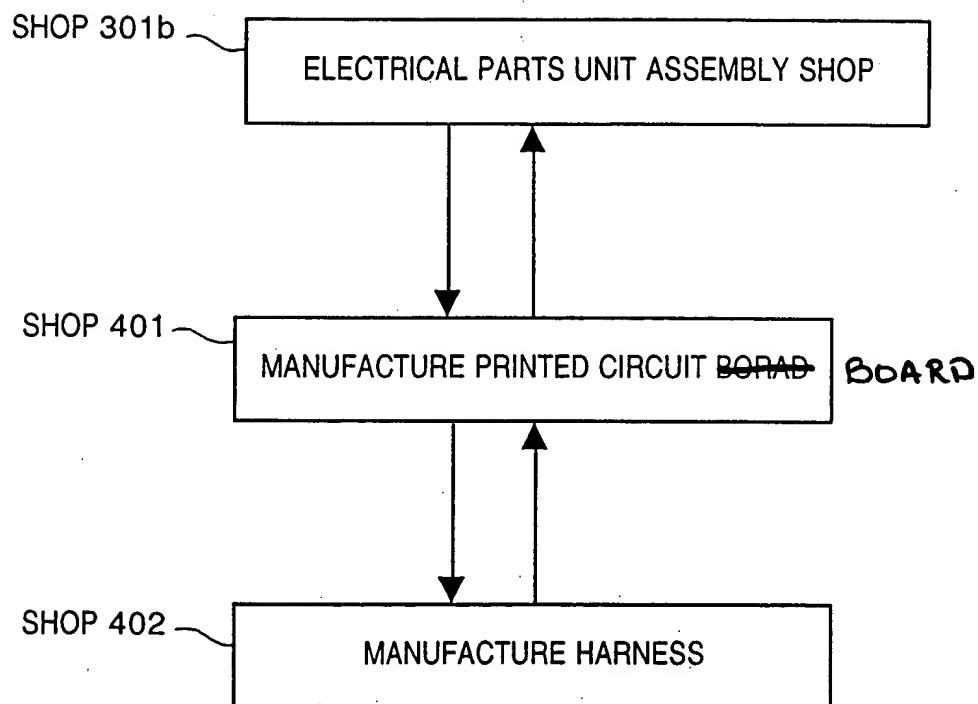 SHOP 301b
ELECTRICAL PARTS UNIT ASSEMBLY SHOP
SHOP 401
MANUFACTURE PRINTED CIRCUIT BORAD BOARD
SHOP 402
MANUFACTURE HARNESS